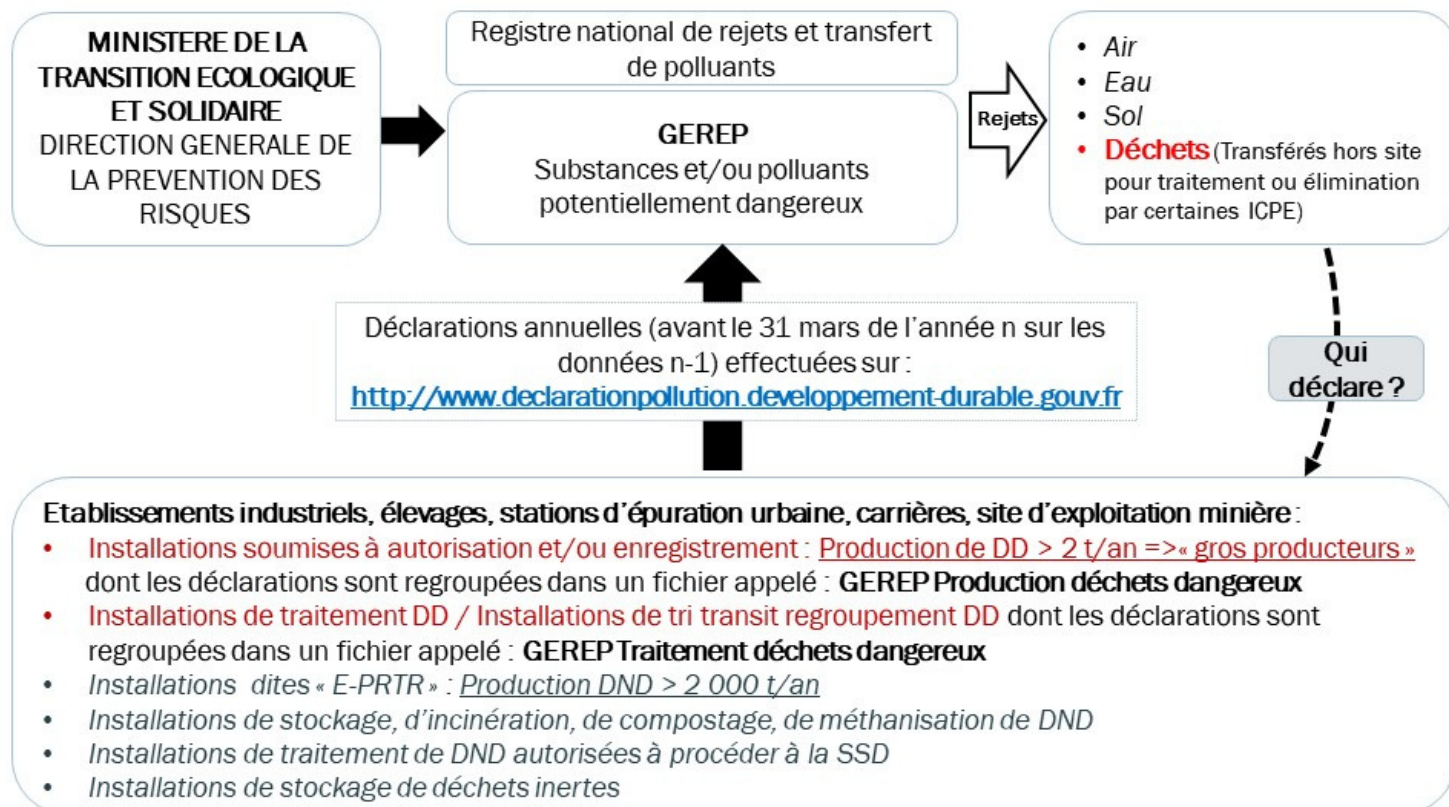 MINISTERE DE LA
TRANSITION ECOLOGIQUE
ET SOLIDAIRE
DIRECTION GENERALE DE
LA PREVENTION DES
RISQUES
Registre national de rejets et transfert
de polluants
GEREP
Substances et/ou polluants
potentiellement dangereux
Rejets
• Air
• Eau
• Sol
• Déchets (Transférés hors site
pour traitement ou élimination
par certaines ICPE)
Déclarations annuelles (avant le 31 mars de l'année n sur les
données n-1) effectuées sur :
http://www.declarationpollution.developpement-durable.gouv.fr
Qui
déclare ?
Etablissements industriels, élevages, stations d'épuration urbaine, carrières, site d'exploitation minière :
• Installations soumises à autorisation et/ou enregistrement : Production de DD > 2 t/an =>« gros producteurs »
dont les déclarations sont regroupées dans un fichier appelé : GEREP Production déchets dangereux
• Installations de traitement DD / Installations de tri transit regroupement DD dont les déclarations sont
regroupées dans un fichier appelé : GEREP Traitement déchets dangereux
• Installations dites « E-PRTR » : Production DND > 2 000 t/an
• Installations de stockage, d'incinération, de compostage, de méthanisation de DND
• Installations de traitement de DND autorisées à procéder à la SSD
• Installations de stockage de déchets inertes